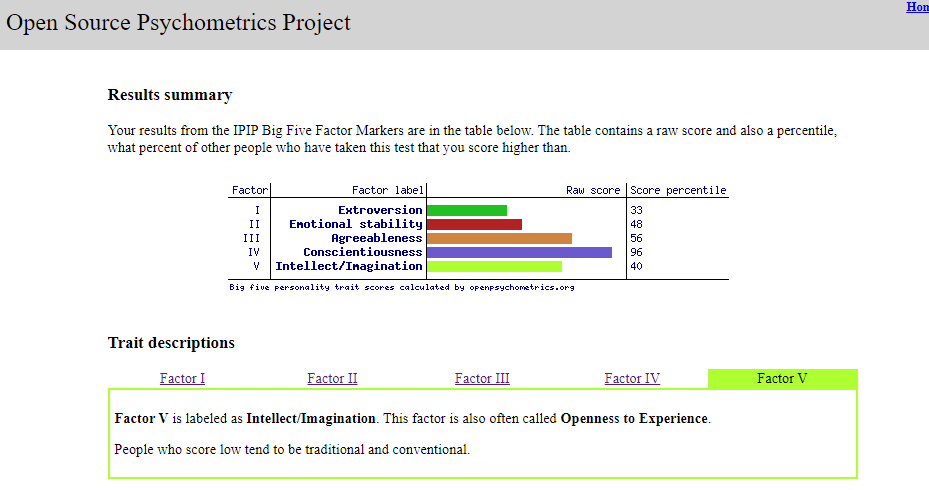 Hom
Open Source Psychometrics Project
Results summary
Your results from the IPIP Big Five Factor Markers are in the table below. The table contains a raw score and also a percentile,
what percent of other people who have taken this test that you score higher than.
Factor Factor label Raw score Score percentile
I Extroversion 33
II Emotional stability 48
III Agreeableness 56
IV Conscientiousness 96
V Intellect/Imagination 40
Big five personality trait scores calculated by openpsychometrics.org
Trait descriptions
Factor I Factor II Factor III Factor IV Factor V
Factor V is labeled as Intellect/Imagination. This factor is also often called Openness to Experience.
People who score low tend to be traditional and conventional.